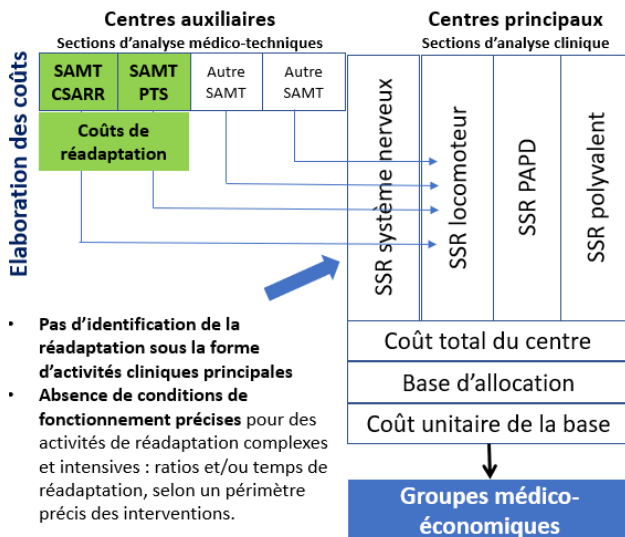 Centres auxiliaires
Sections d'analyse médico-techniques
Centres principaux
Sections d'analyse clinique
Elaboration des coûts
SAMT
CSARR
SAMT
PTS
Autre
SAMT
Autre
SAMT
Coûts de
réadaptation
SSR système nerveux
SSR locomoteur
SSR PAPD
SSR polyvalent
• Pas d'identification de la
réadaptation sous la forme
d'activités cliniques principales
• Absence de conditions de
fonctionnement précises pour des
activités de réadaptation complexes
et intensives : ratios et/ou temps de
réadaptation, selon un périmètre
précis des interventions.
Coût total du centre
Base d'allocation
Coût unitaire de la base
Groupes médico-
économiques